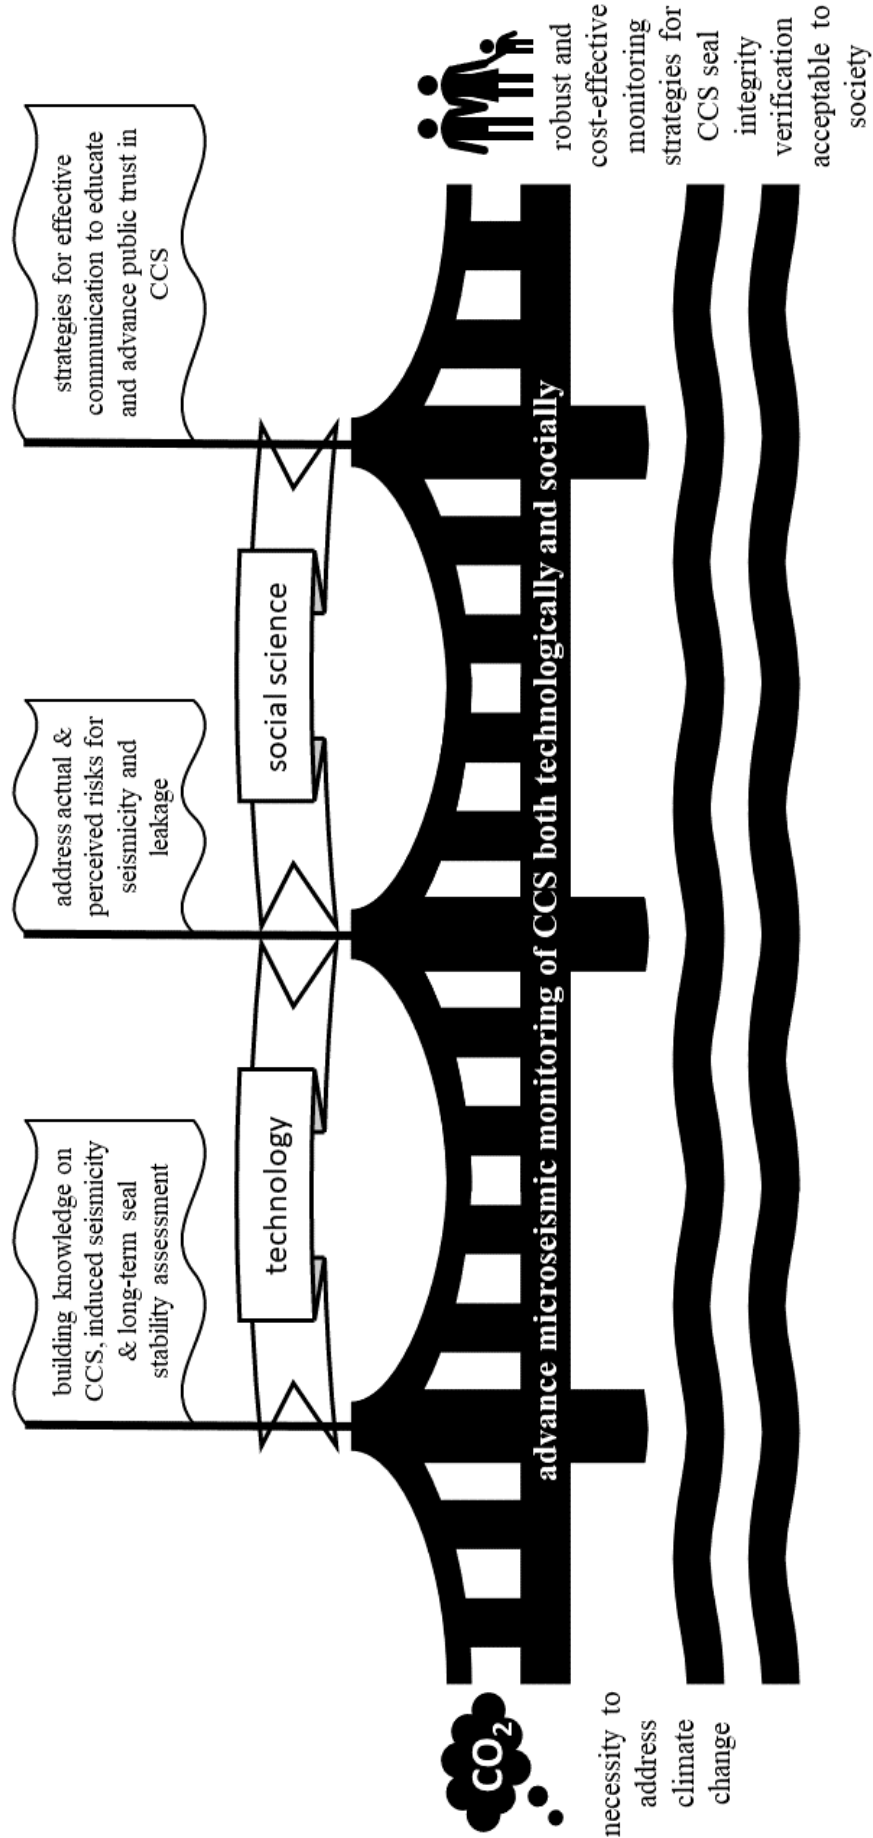 building knowledge on
CCS, induced seismicity
& long-term seal
stability assessment
address actual &
perceived risks for
seismicity and
leakage
strategies for effective
communication to educate
and advance public trust in
CCS
technology
social science
advance microseismic monitoring of CCS both technologically and socially
CO2
necessity to
address
climate
change
robust and
cost-effective
monitoring
strategies for
CCS seal
integrity
verification
acceptable to
society